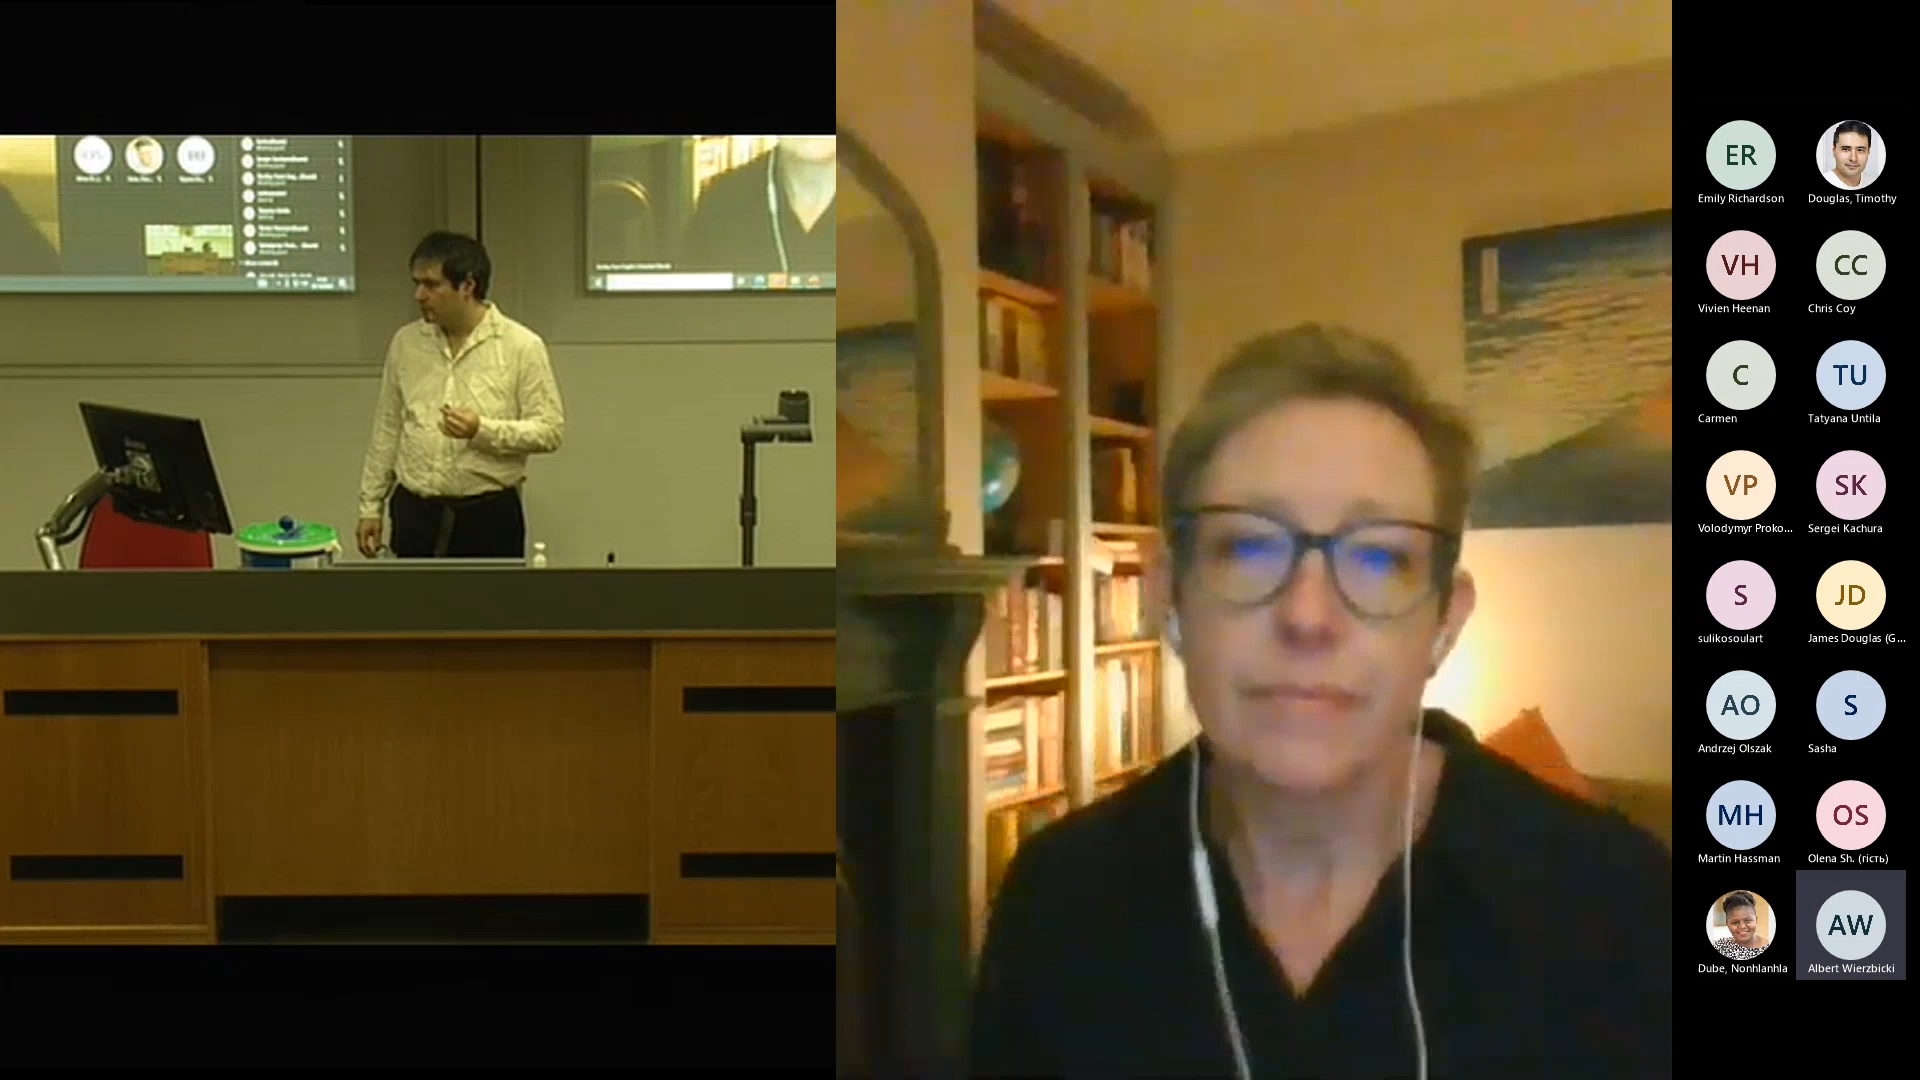 ER
Emily Richardson
Douglas, Timothy
VH
Vivien Heenan
CC
Chris Coy
C
Carmen
TU
Tatyana Untila
VP
Volodymyr Proko...
SK
Sergei Kachura
S
sulikosoulart
JD
James Douglas (G...
AO
Andrzej Olszak
S
Sasha
MH
Martin Hassman
OS
Olena Sh. (гість)
Dube, Nonhlanhla
AW
Albert Wierzbicki